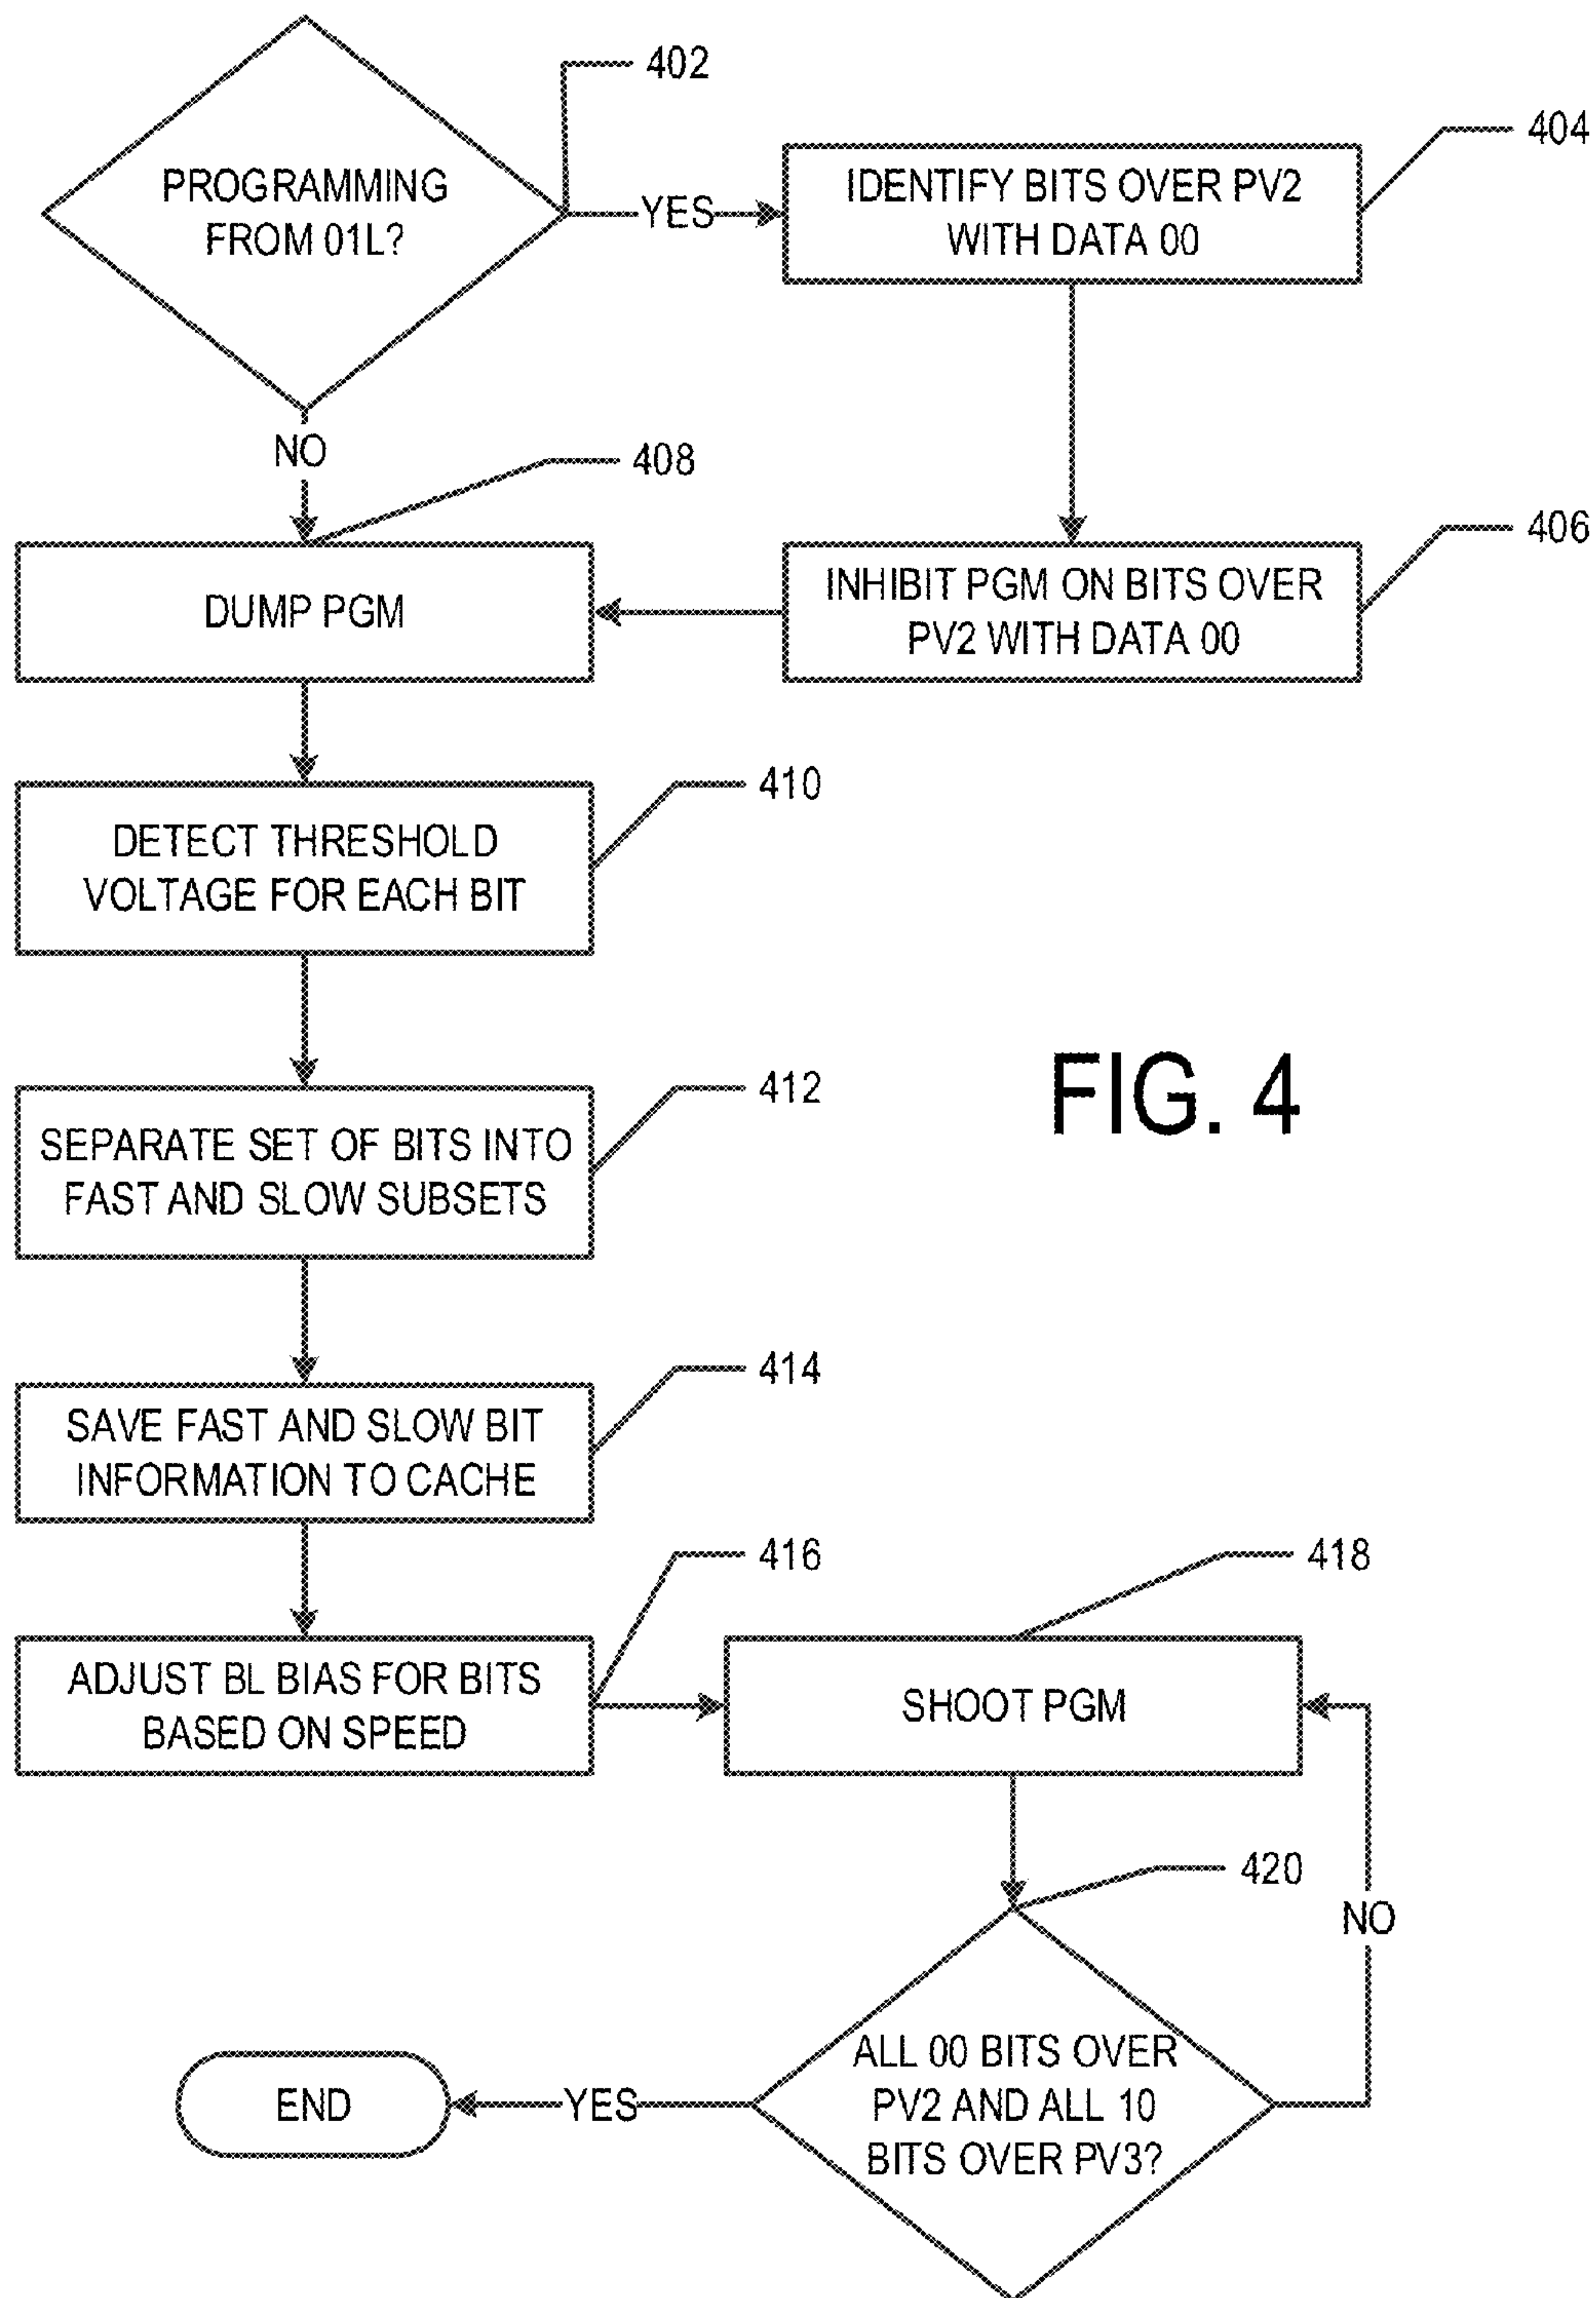 402
PROGRAMMING
FROM 01L?
YES
404
IDENTIFY BITS OVER PV2
WITH DATA 00
NO
408
DUMP PGM
406
INHIBIT PGM ON BITS OVER
PV2 WITH DATA 00
410
DETECT THRESHOLD
VOLTAGE FOR EACH BIT
FIG. 4
412
SEPARATE SET OF BITS INTO
FAST AND SLOW SUBSETS
414
SAVE FAST AND SLOW BIT
INFORMATION TO CACHE
416
ADJUST BL BIAS FOR BITS
BASED ON SPEED
418
SHOOT PGM
420
NO
ALL 00 BITS OVER
PV2 AND ALL 10
BITS OVER PV3?
YES
END